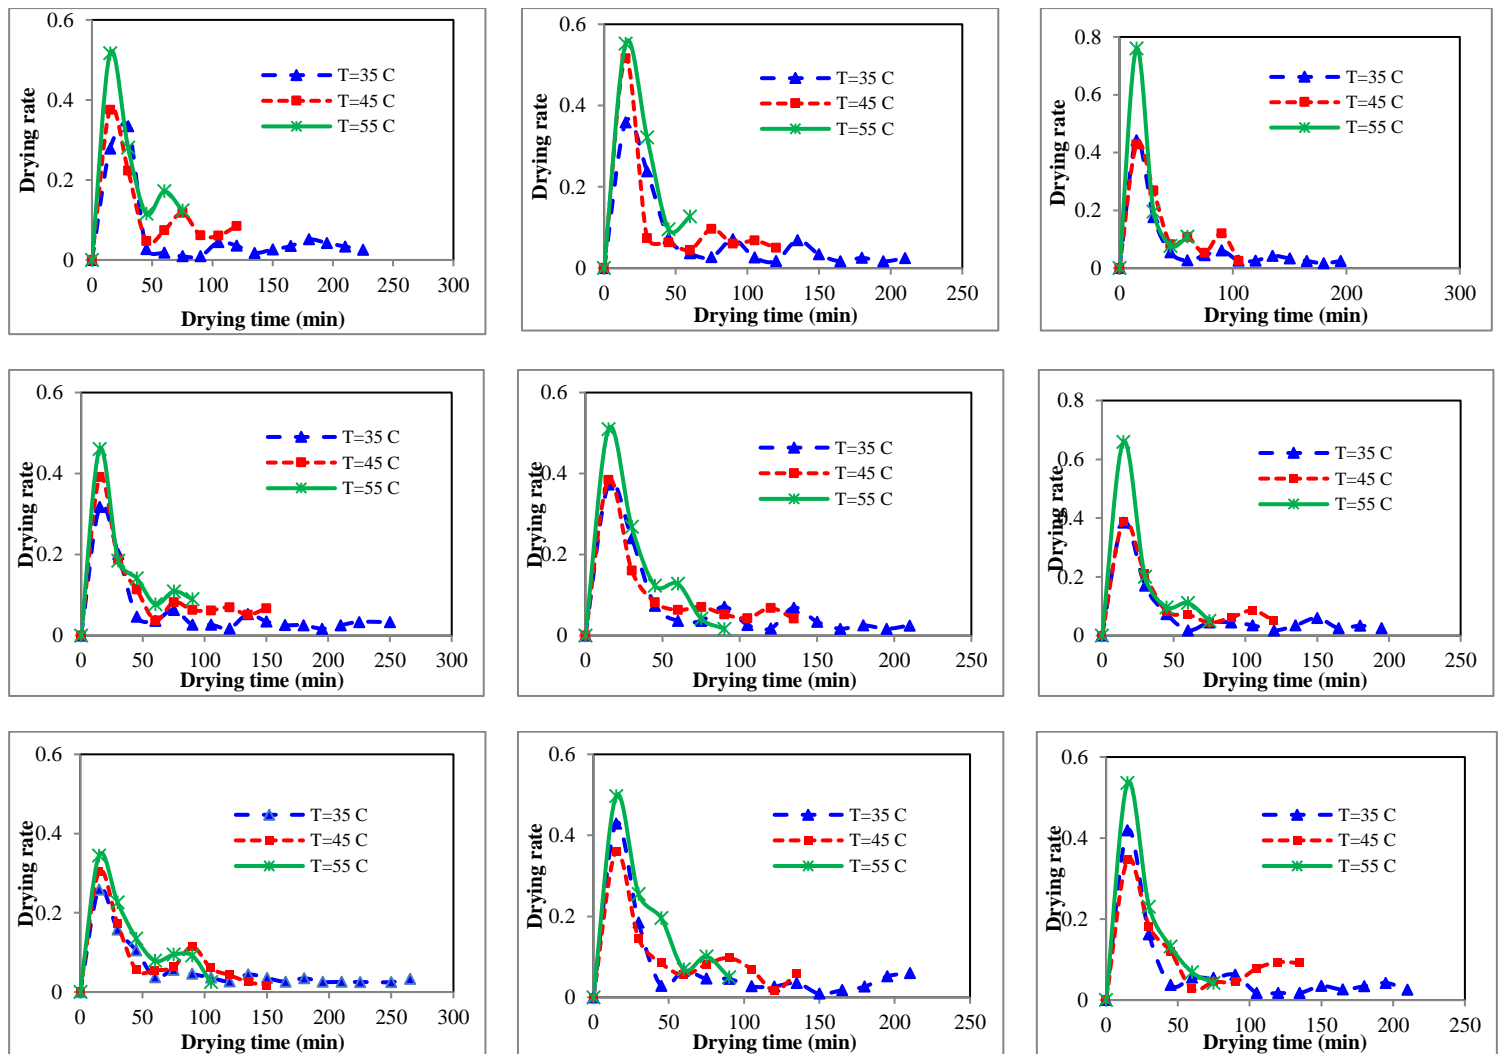 0.6
0.4
0.2
0
Drying rate
T=35 C
T=45 C
T=55 C
0 50 100 150 200 250 300
Drying time (min)
0.6
0.4
0.2
0
Drying rate
T=35 C
T=45 C
T=55 C
0 50 100 150 200 250
Drying time (min)
0.8
0.6
0.4
0.2
0
Drying rate
T=35 C
T=45 C
T=55 C
0 100 200 300
Drying time (min)
0.6
0.4
0.2
0
Drying rate
T=35 C
T=45 C
T=55 C
0 50 100 150 200 250 300
Drying time (min)
0.6
0.4
0.2
0
Drying rate
T=35 C
T=45 C
T=55 C
0 50 100 150 200 250
Drying time (min)
0.8
0.6
0.4
0.2
0
Drying rate
T=35 C
T=45 C
T=55 C
0 50 100 150 200 250
Drying time (min)
0.6
0.4
0.2
0
Drying rate
T=35 C
T=45 C
T=55 C
0 50 100 150 200 250 300
Drying time (min)
0.6
0.4
0.2
0
Drying rate
T=35 C
T=45 C
T=55 C
0 50 100 150 200 250
Drying time (min)
0.6
0.4
0.2
0
Drying rate
T=35 C
T=45 C
T=55 C
0 50 100 150 200 250
Drying time (min)